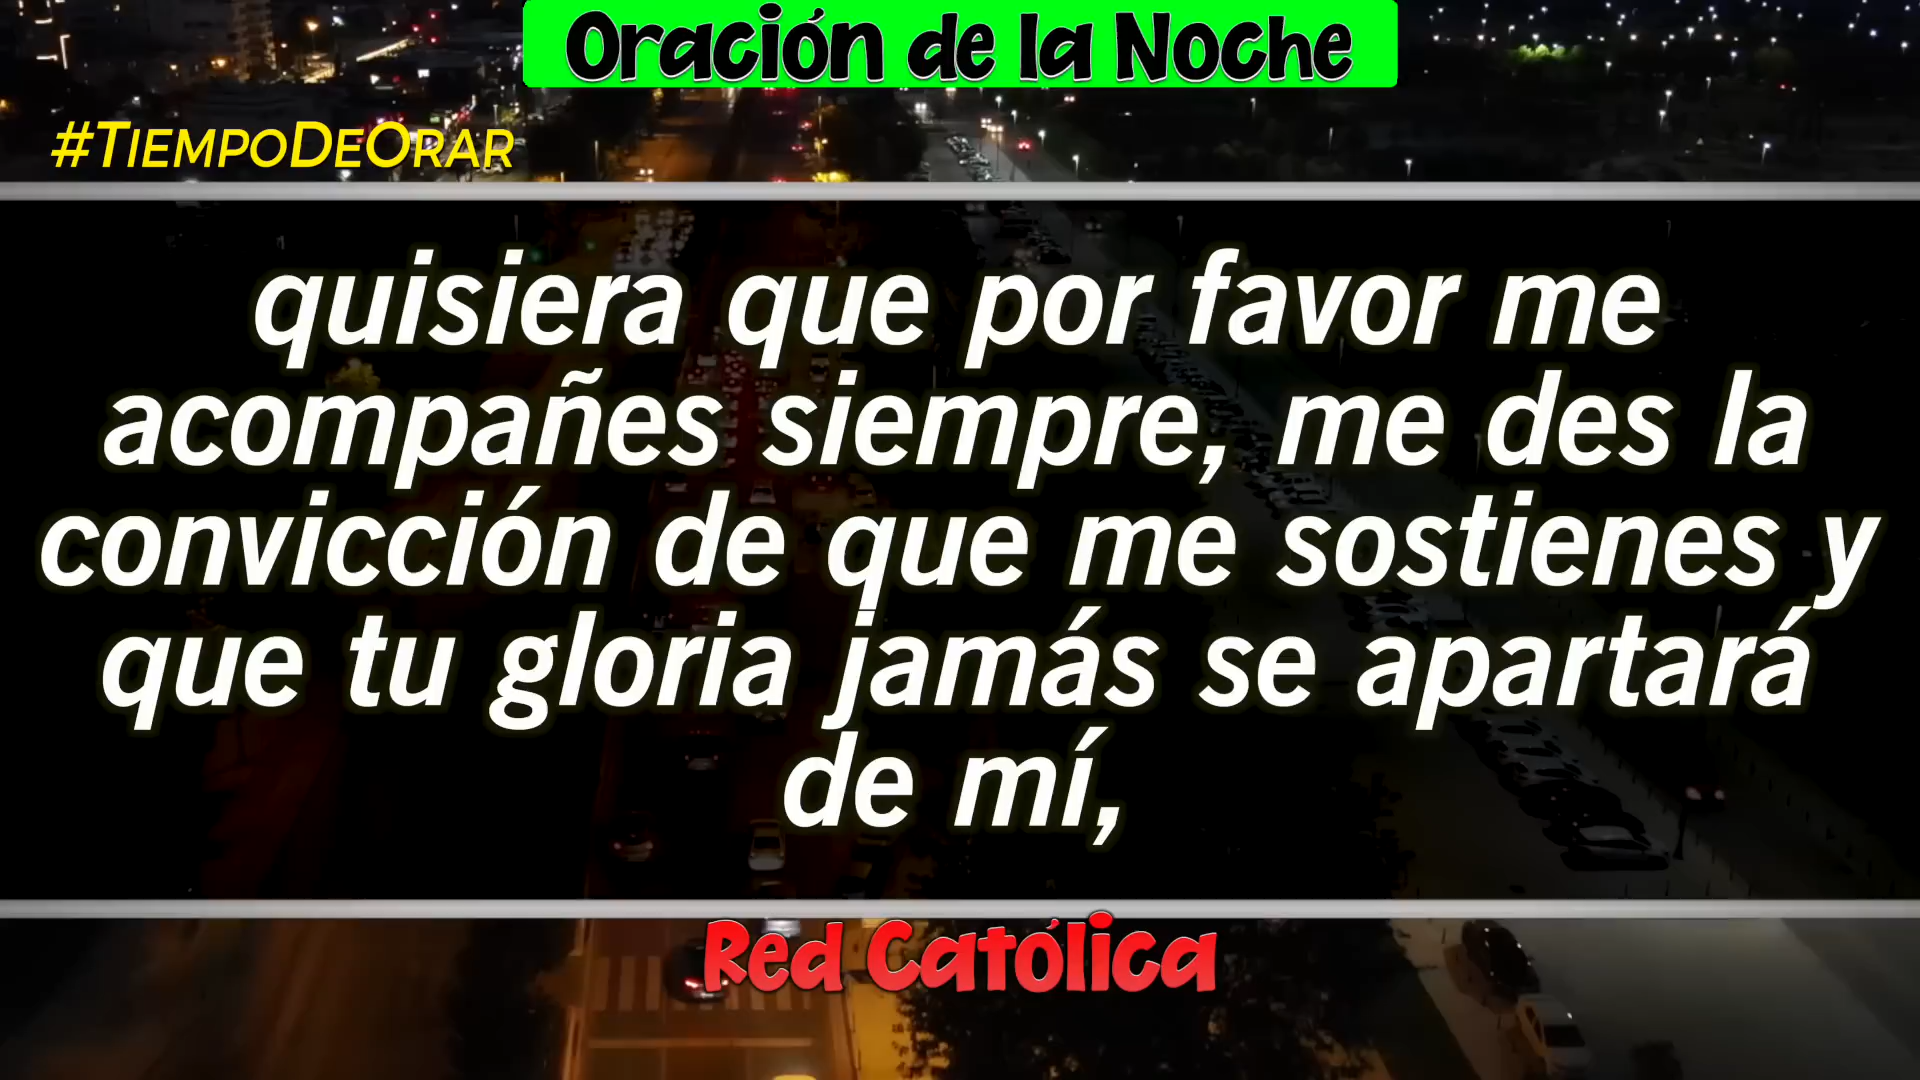 Oración de la Noche
#TiempoDeOrar
quisiera que por favor me
acompañes siempre, me des la
convicción de que me sostienes y
que tu gloria jamás se apartará
de mí,
Red Católica